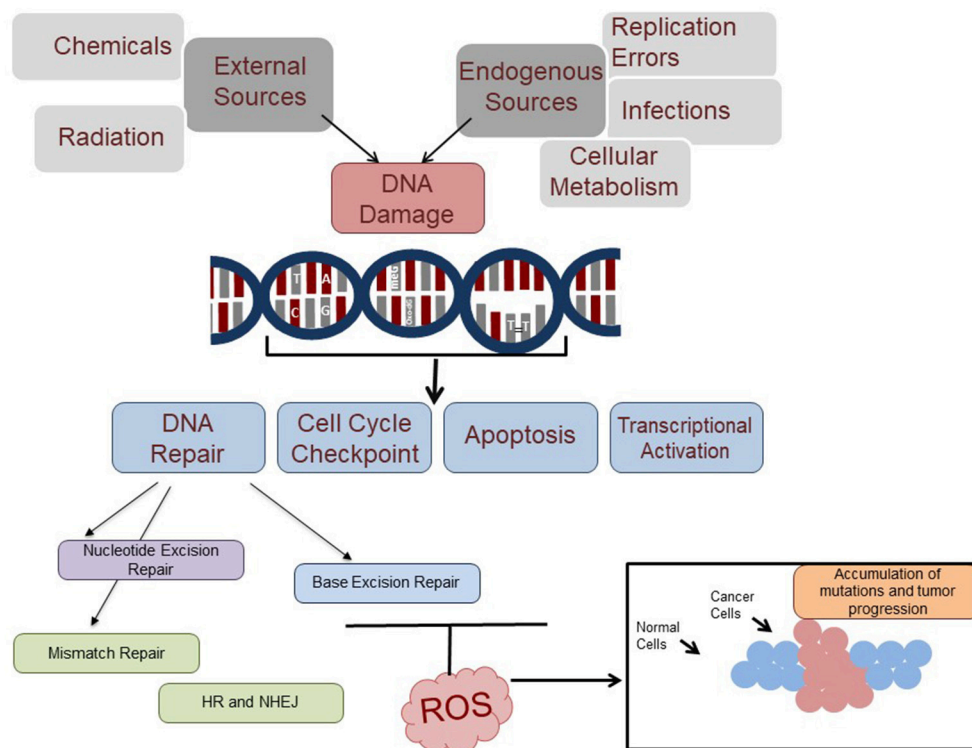 Chemicals
External
Sources
Radiation
Endogenous
Sources
Replication
Errors
Infections
Cellular
Metabolism
DNA
Damage
T
A
C
G
meG
Oxo-dG
T=T
DNA
Repair
Cell Cycle
Checkpoint
Apoptosis
Transcriptional
Activation
Nucleotide Excision
Repair
Base Excision Repair
Mismatch Repair
HR and NHEJ
ROS
Accumulation of
mutations and tumor
progression
Cancer
Cells
Normal
Cells